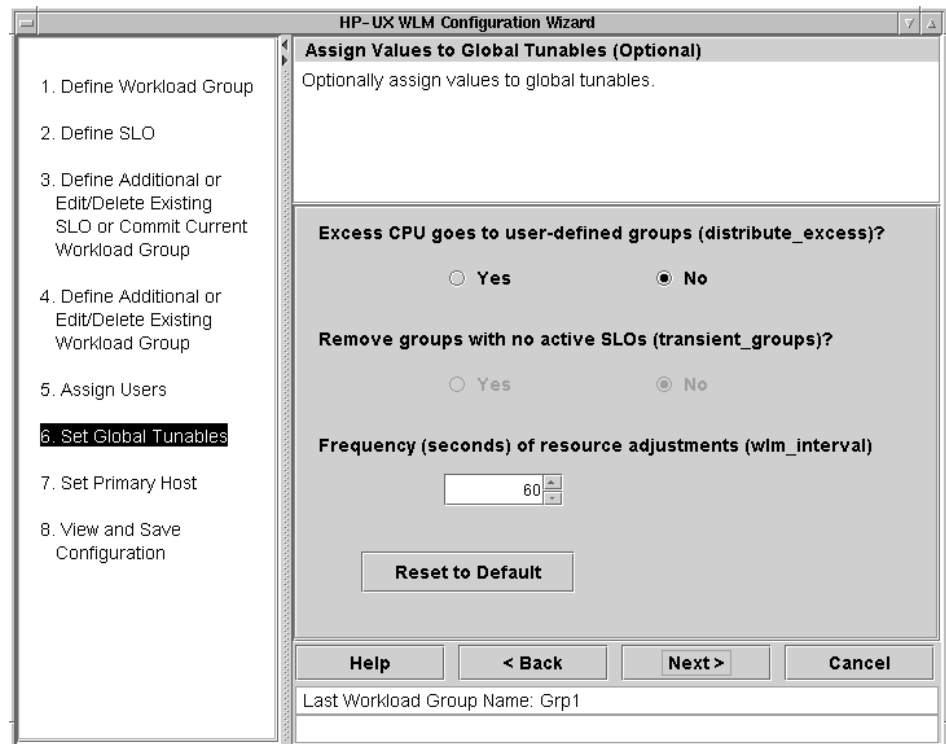 HP-UX WLM Configuration Wizard
1. Define Workload Group
2. Define SLO
3. Define Additional or
Edit/Delete Existing
SLO or Commit Current
Workload Group
4. Define Additional or
Edit/Delete Existing
Workload Group
5. Assign Users
6. Set Global Tunables
7. Set Primary Host
8. View and Save
Configuration
Assign Values to Global Tunables (Optional)
Optionally assign values to global tunables.
Excess CPU goes to user-defined groups (distribute_excess)?
Yes No
Remove groups with no active SLOs (transient_groups)?
Yes No
Frequency (seconds) of resource adjustments (wlm_interval)
60
Reset to Default
Help < Back Next > Cancel
Last Workload Group Name: Grp1